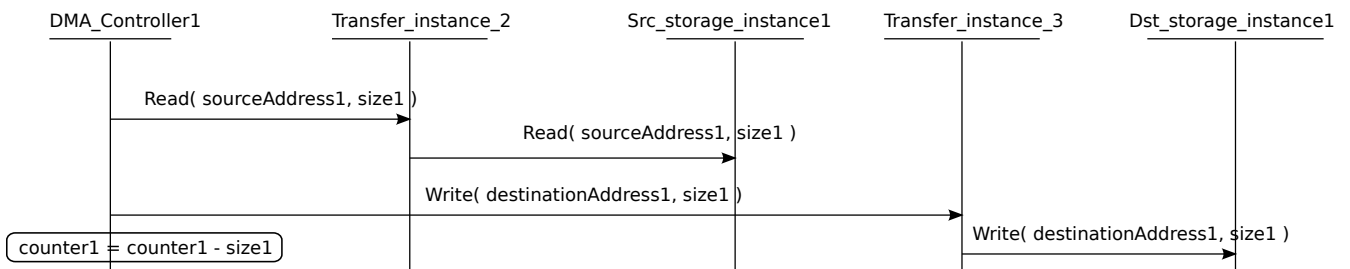 DMA_Controller1
Transfer_instance_2
Src_storage_instance1
Transfer_instance_3
Dst_storage_instance1
Read( sourceAddress1, size1 )
Read( sourceAddress1, size1 )
Write( destinationAddress1, size1 )
Write( destinationAddress1, size1 )
counter1 = counter1 - size1